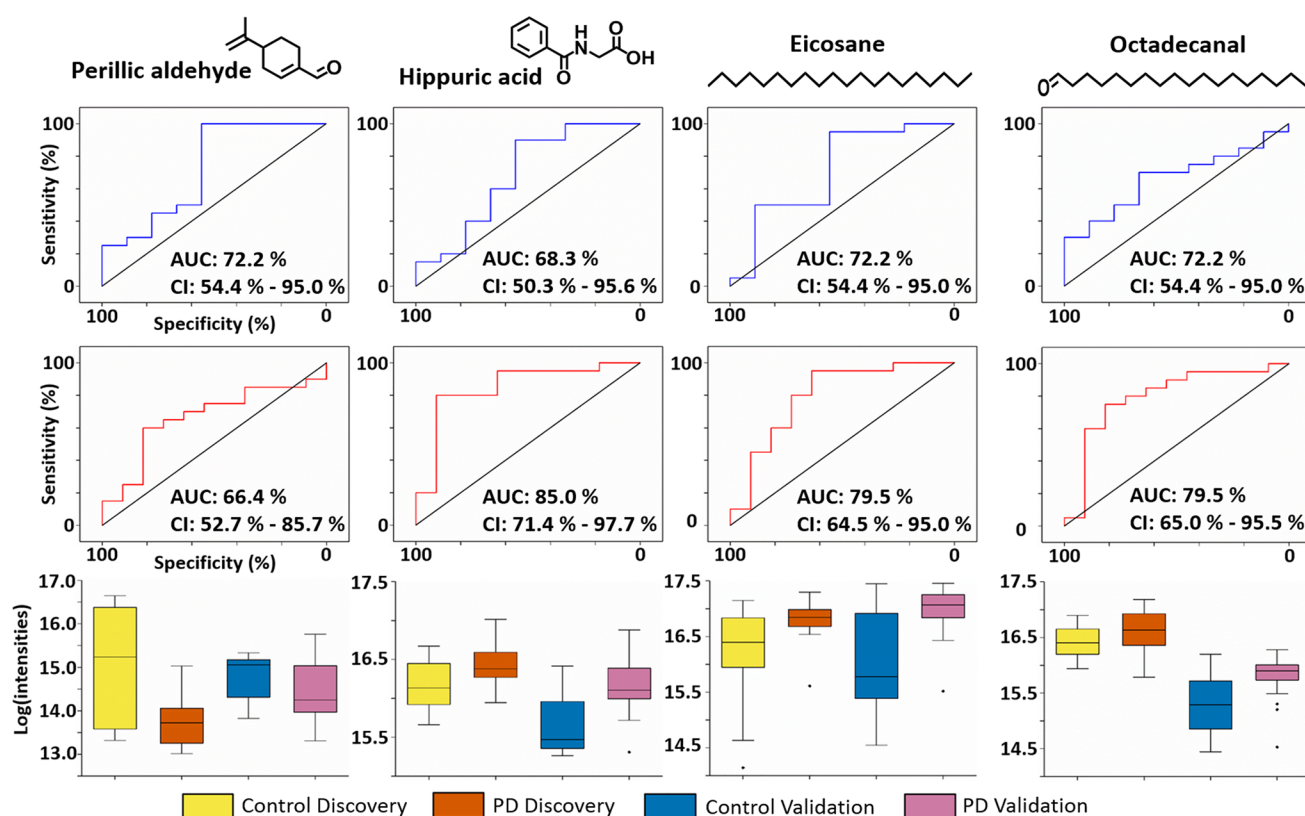 Perillic aldehyde
O
Hippuric acid
H
N
O
O
OH
Eicosane
Octadecanal
O
Sensitivity (%)
100
0
AUC: 72.2 %
CI: 54.4 % - 95.0 %
100
0
Specificity (%)
100
0
AUC: 68.3 %
CI: 50.3 % - 95.6 %
100
0
100
0
AUC: 72.2 %
CI: 54.4 % - 95.0 %
100
0
100
0
AUC: 72.2 %
CI: 54.4 % - 95.0 %
100
0
Sensitivity (%)
100
0
AUC: 66.4 %
CI: 52.7 % - 85.7 %
100
0
Specificity (%)
100
0
AUC: 85.0 %
CI: 71.4 % - 97.7 %
100
0
100
0
AUC: 79.5 %
CI: 64.5 % - 95.0 %
100
0
100
0
AUC: 79.5 %
CI: 65.0 % - 95.5 %
100
0
Log(intensities)
17.0
15.0
14.0
13.0
17.5
16.5
15.5
17.5
16.5
15.5
14.5
17.5
16.5
15.5
14.5
Control Discovery
PD Discovery
Control Validation
PD Validation